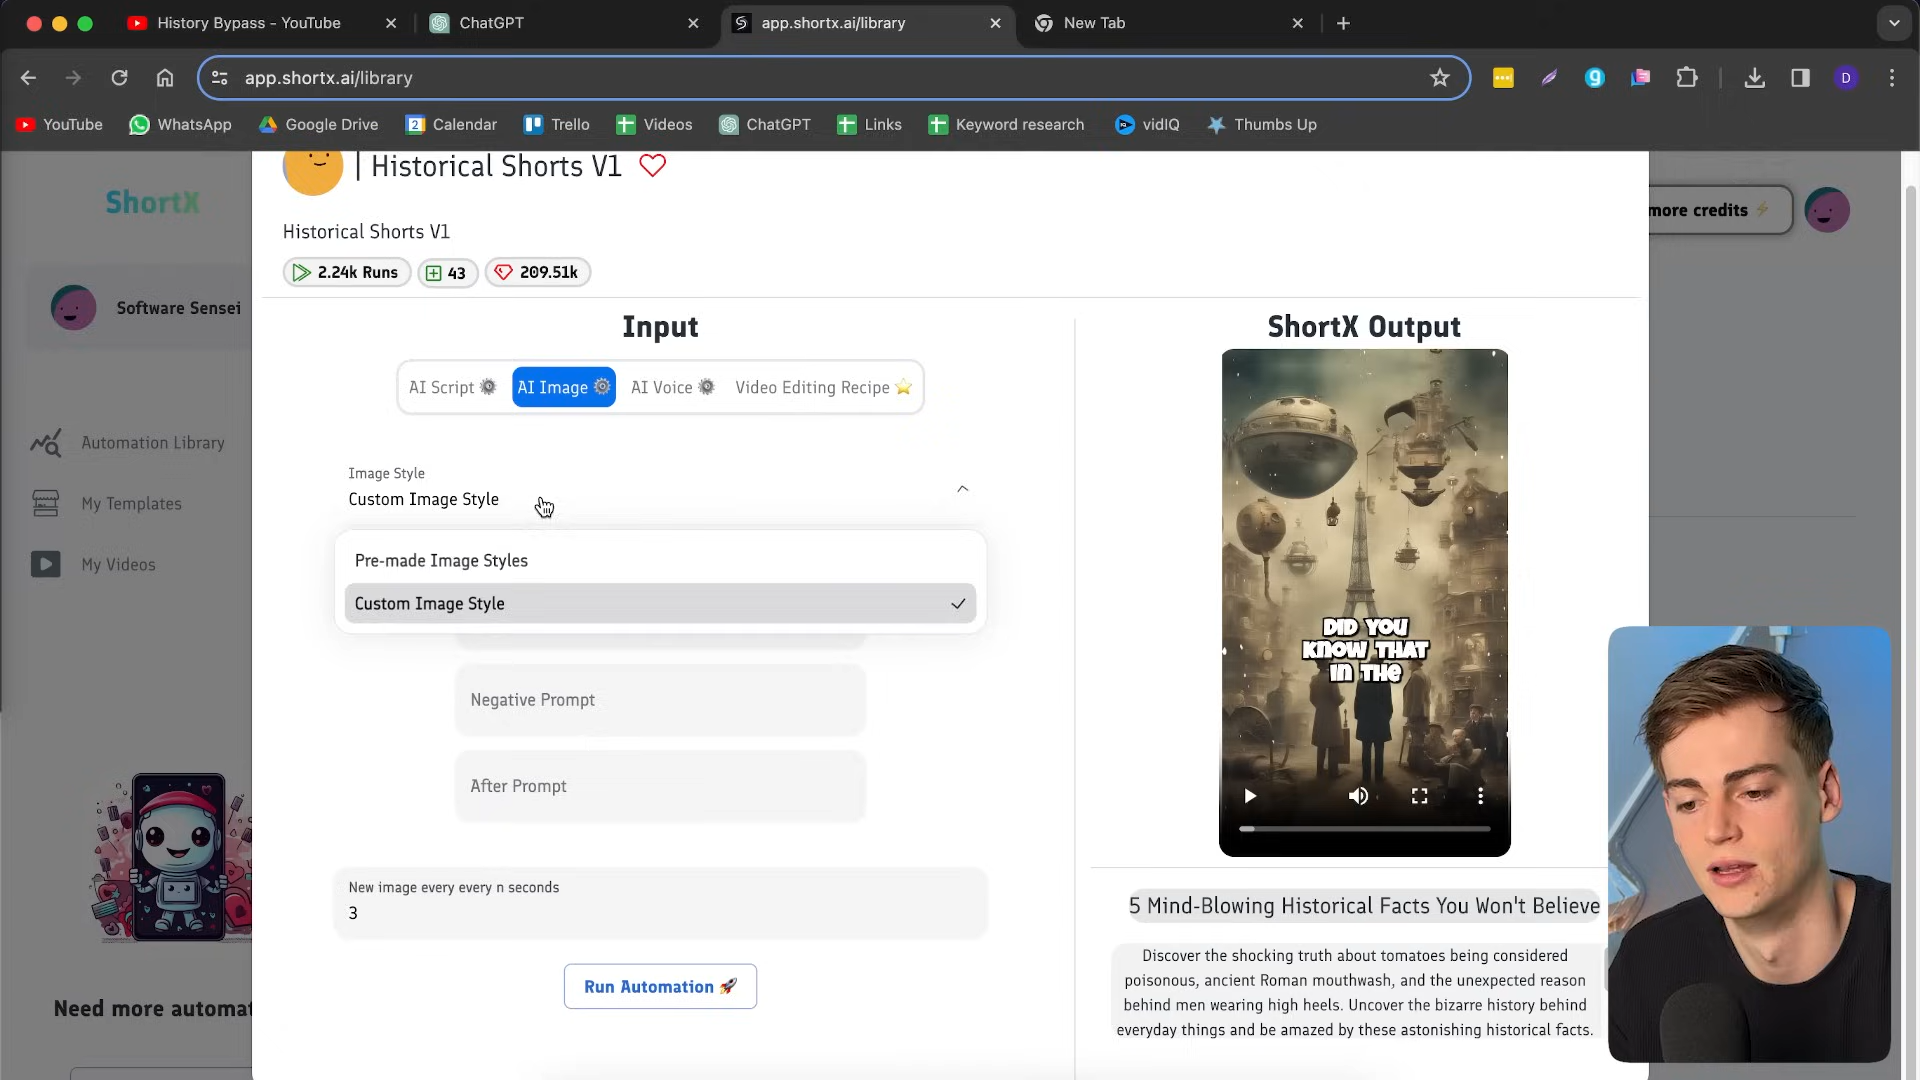 History Bypass - YouTube
ChatGPT
app.shortx.ai/library
New Tab
app.shortx.ai/library
D
YouTube
WhatsApp
Google Drive
2
Calendar
Trello
Videos
ChatGPT
Links
Keyword research
vidIQ
Thumbs Up
ShortX
Software Sensei
Automation Library
My Templates
My Videos
Need more automat
| Historical Shorts V1
Historical Shorts V1
2.24k Runs
43
209.51k
more credits
Input
AI Script
AI Image
AI Voice
Video Editing Recipe
Image Style
Custom Image Style
Pre-made Image Styles
Custom Image Style
Negative Prompt
After Prompt
New image every every n seconds
3
Run Automation
ShortX Output
DID YOU
KNOW THAT
IN THE
5 Mind-Blowing Historical Facts You Won't Believe
Discover the shocking truth about tomatoes being considered
poisonous, ancient Roman mouthwash, and the unexpected reason
behind men wearing high heels. Uncover the bizarre history behind
everyday things and be amazed by these astonishing historical facts.